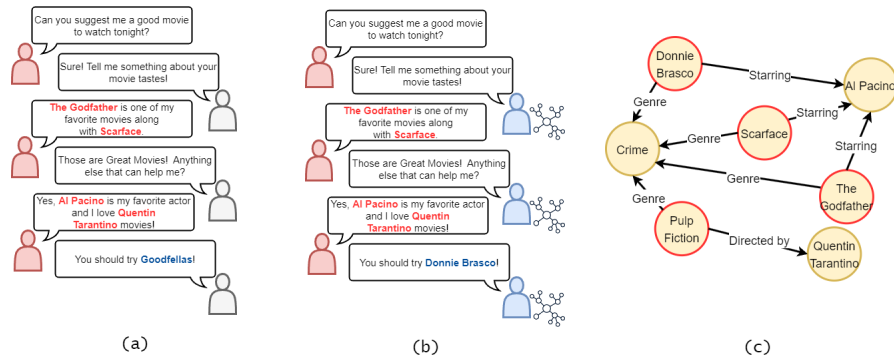 Can you suggest me a good movie
to watch tonight?
Sure! Tell me something about your
movie tastes!
The Godfather is one of my
favorite movies along
with Scarface.
Those are Great Movies! Anything
else that can help me?
Yes, Al Pacino is my favorite actor
and I love Quentin
Tarantino movies!
You should try Goodfellas!
(a)
Can you suggest me a good movie
to watch tonight?
Sure! Tell me something about your
movie tastes!
The Godfather is one of my
favorite movies along
with Scarface.
Those are Great Movies! Anything
else that can help me?
Yes, Al Pacino is my favorite actor
and I love Quentin
Tarantino movies!
You should try Donnie Brasco!
(b)
Donnie
Brasco
Starring
Al Pacino
Genre
Starring
Scarface
Genre
Crime
Starring
Genre
The
Godfather
Genre
Pulp
Fiction
Directed by
Quentin
Tarantino
(c)